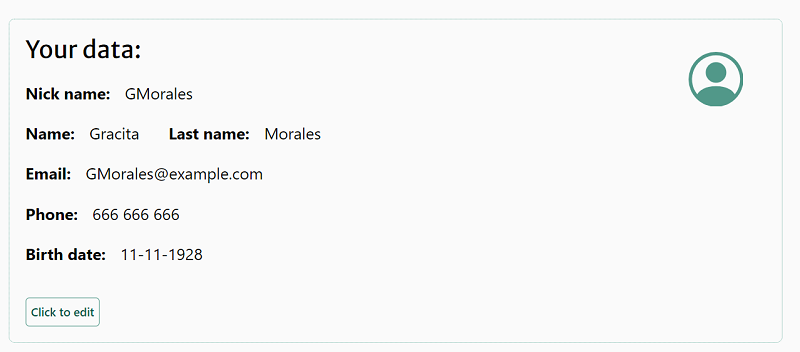 Your data:
Nick name: GMorales
Name: Gracita Last name: Morales
Email: GMorales@example.com
Phone: 666 666 666
Birth date: 11-11-1928
Click to edit